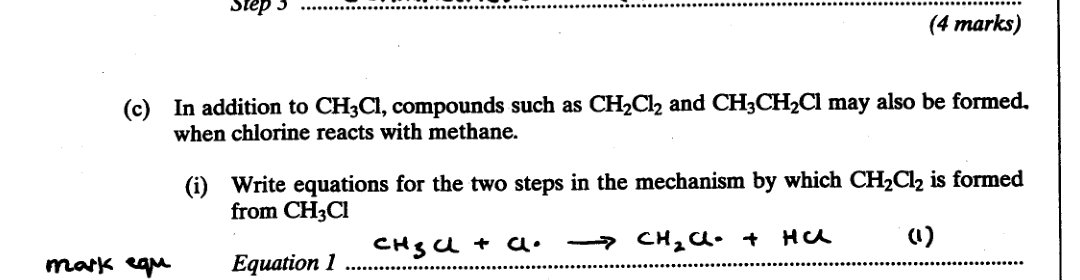 Step 3
(4 marks)
(c) In addition to CH₃Cl, compounds such as CH₂Cl₂ and CH₃CH₂Cl may also be formed.
when chlorine reacts with methane.
(i) Write equations for the two steps in the mechanism by which CH₂Cl₂ is formed
from CH₃Cl
CH₃Cl + Cl• → CH₂Cl• + HCl (1)
mark equ Equation 1